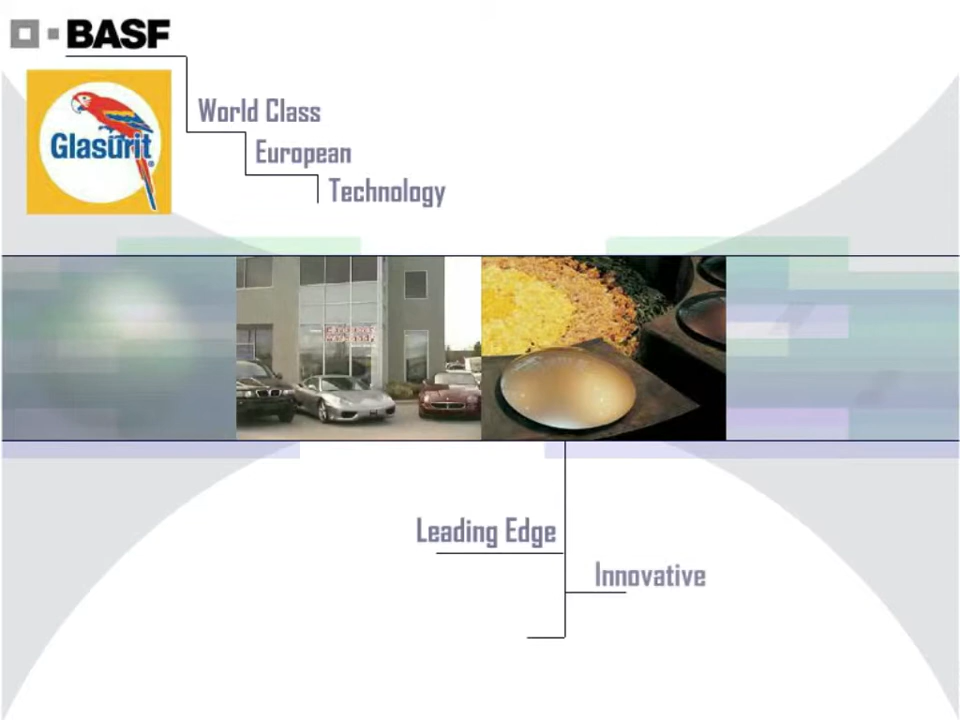 BASF
Glasurit
World Class
European
Technology
Leading Edge
Innovative